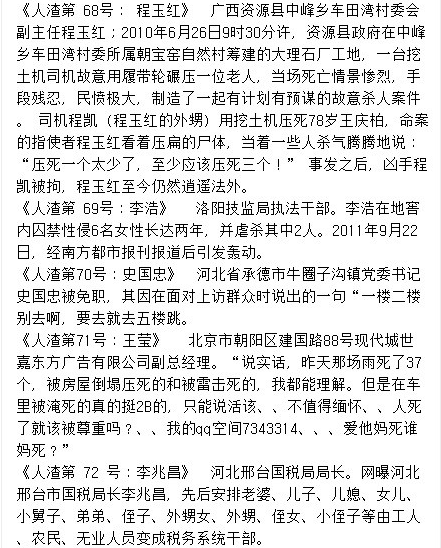 《人渣第 68号： 程玉红》  广西资源县中峰乡车田湾村委会
副主任程玉红；2010年6月26日9时30分许，资源县政府在中峰
乡车田湾村委所属朝宝窑自然村筹建的大理石厂工地，一台挖
土机司机故意用履带轮碾压一位老人，当场死亡情景惨烈，手
段残忍，民愤极大，制造了一起有计划有预谋的故意杀人案件
。 司机程凯（程玉红的外甥）用挖土机压死78岁王庆柏，命案
的指使者程玉红看着压扁的尸体，当着一些人杀气腾腾地说：
“压死一个太少了，至少应该压死三个！” 事发之后，凶手程
凯被拘，程玉红至今仍然逍遥法外。
《人渣第 69号：李浩》  洛阳技监局执法干部。李浩在地窖
内囚禁性侵6名女性长达两年，并虐杀其中2人。2011年9月22
日，经南方都市报刊报道后引发轰动。
《人渣第70号：史国忠》  河北省承德市牛圈子沟镇党委书记
史国忠被免职，其因在面对上访群众时说出的一句“一楼二楼
别去啊，要去就去五楼跳。
《人渣第71号：王莹》  北京市朝阳区建国路88号现代城世
嘉东方广告有限公司副总经理。“说实话，昨天那场雨死了37
个，被房屋倒塌压死的和被雷击死的，我都能理解。但是在车
里被淹死的真的挺2B的，只能说活该、、不值得缅怀、、人死
了就该被尊重吗？、、我的qq空间7343314、、、爱他妈死谁
妈死？”
《人渣第 72 号：李兆昌》  河北邢台国税局局长。网曝河北
邢台市国税局长李兆昌，先后安排老婆、儿子、儿媳、女儿、
小舅子、弟弟、侄子、外甥女、外甥、侄女、小侄子等由工人
、农民、无业人员变成税务系统干部。